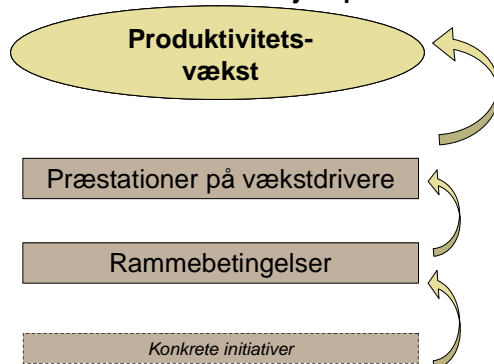 Produktivitets-
vækst
Præstationer på vækstdrivere
Rammebetingelser
Konkrete initiativer